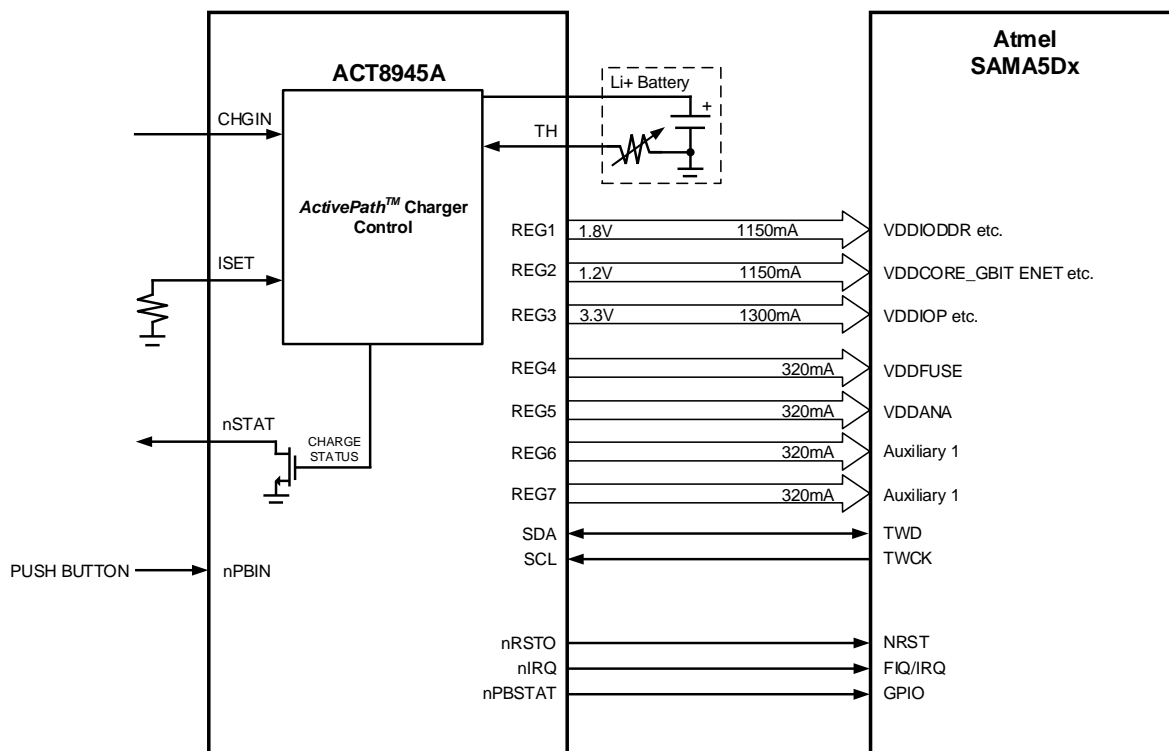 Atmel
SAMA5Dx
ACT8945A
Li+ Battery
+
CHGIN
TH
ActivePath™ Charger
Control
ISET
REG1 1.8V 1150mA VDDIODDR etc.
REG2 1.2V 1150mA VDDCORE_GBIT ENET etc.
REG3 3.3V 1300mA VDDIOP etc.
REG4 320mA VDDFUSE
REG5 320mA VDDANA
REG6 320mA Auxiliary 1
REG7 320mA Auxiliary 1
nSTAT
CHARGE
STATUS
SDA TWD
SCL TWCK
PUSH BUTTON nPBIN
nRSTO NRST
nIRQ FIQ/IRQ
nPBSTAT GPIO